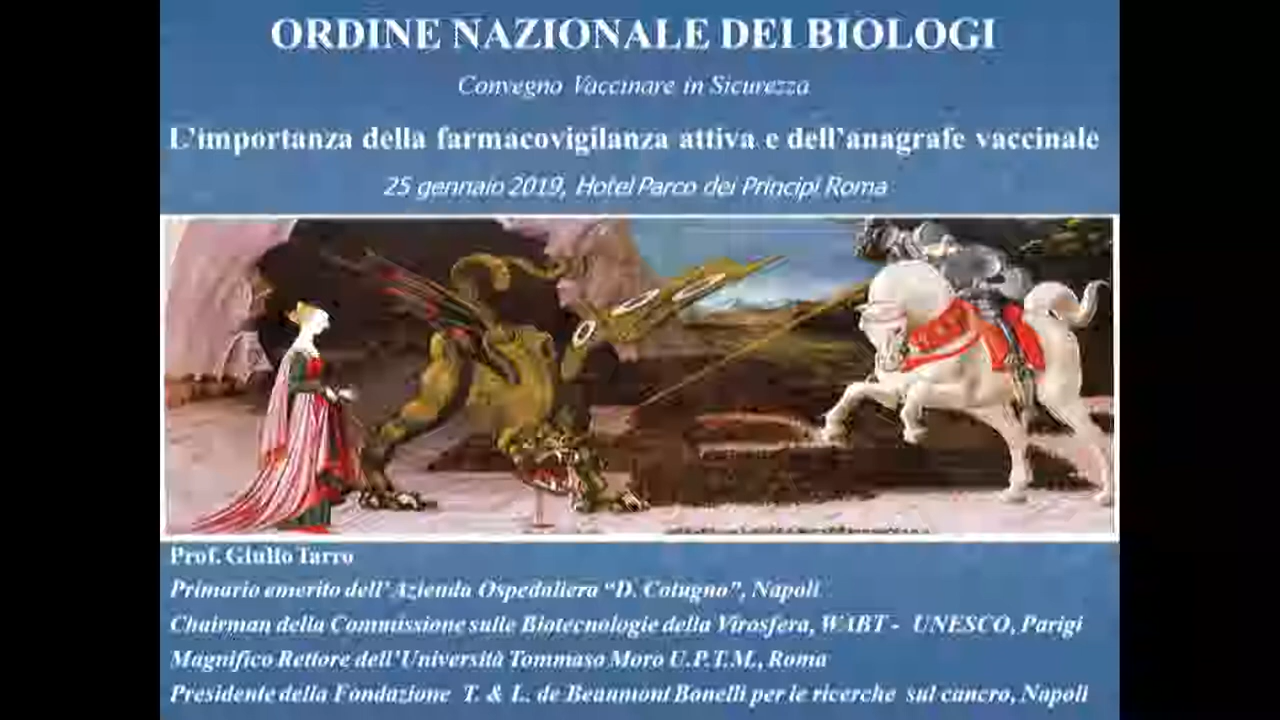 ORDINE NAZIONALE DEI BIOLOGI
Convegno Vaccinare in Sicurezza
L'importanza della farmacovigilanza attiva e dell'anagrafe vaccinale
25 gennaio 2019, Hotel Parco dei Principi Roma
Prof. Giulio Tarro
Primario emerito dell' Azienda Ospedaliera “D. Cotugno”, Napoli
Chairman della Commissione sulle Biotecnologie della Virosfera, WABT - UNESCO, Parigi
Magnifico Rettore dell'Università Tommaso Moro U.P.T.M., Roma
Presidente della Fondazione T. & L. de Beaumont Bonelli per le ricerche sul cancro, Napoli